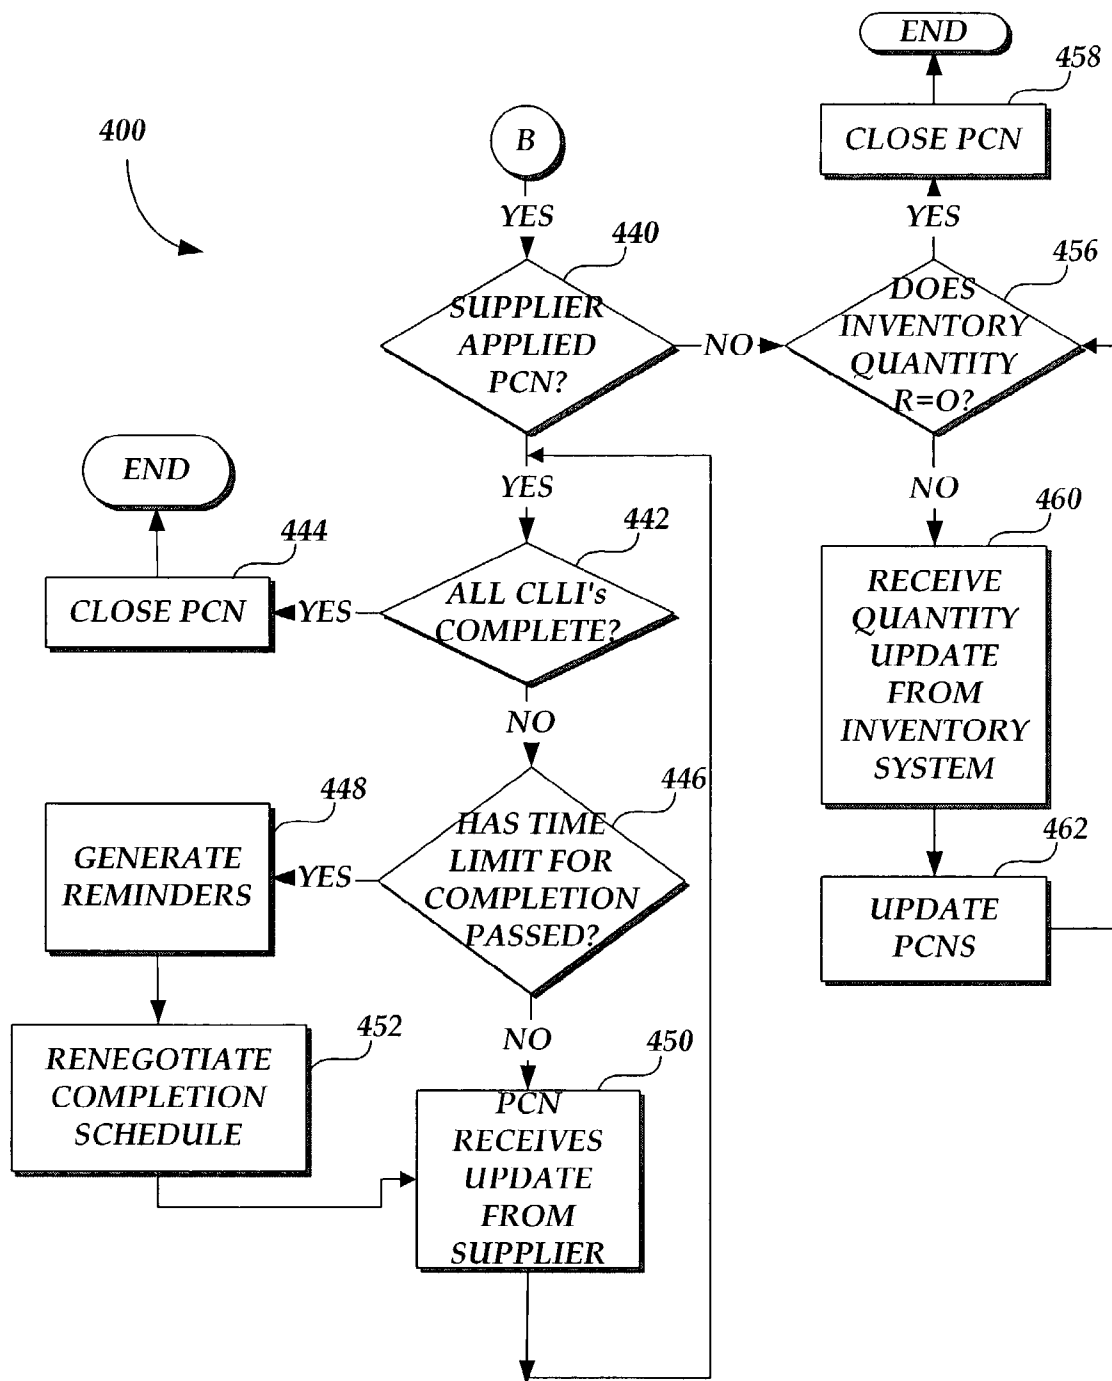 END
458
CLOSE PCN
400
B
YES
YES
440
456
SUPPLIER
APPLIED
PCN?
NO
DOES
INVENTORY
QUANTITY
R=O?
END
YES
NO
444
442
460
CLOSE PCN
YES
ALL CLLI's
COMPLETE?
RECEIVE
QUANTITY
UPDATE
FROM
INVENTORY
SYSTEM
NO
448
446
GENERATE
REMINDERS
YES
HAS TIME
LIMIT FOR
COMPLETION
PASSED?
462
UPDATE
PCNS
452
NO
450
RENEGOTIATE
COMPLETION
SCHEDULE
PCN
RECEIVES
UPDATE
FROM
SUPPLIER